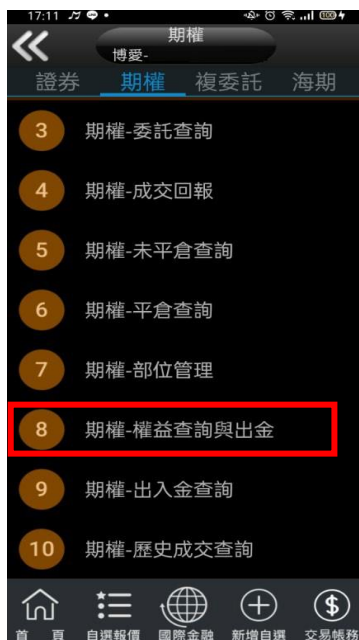 17:11
100
期權
博愛-
證券 期權 複委託 海期
3 期權-委託查詢
4 期權-成交回報
5 期權-未平倉查詢
6 期權-平倉查詢
7 期權-部位管理
8 期權-權益查詢與出金
9 期權-出入金查詢
10 期權-歷史成交查詢
首 頁 自選報價 國際金融 新增自選 交易帳務